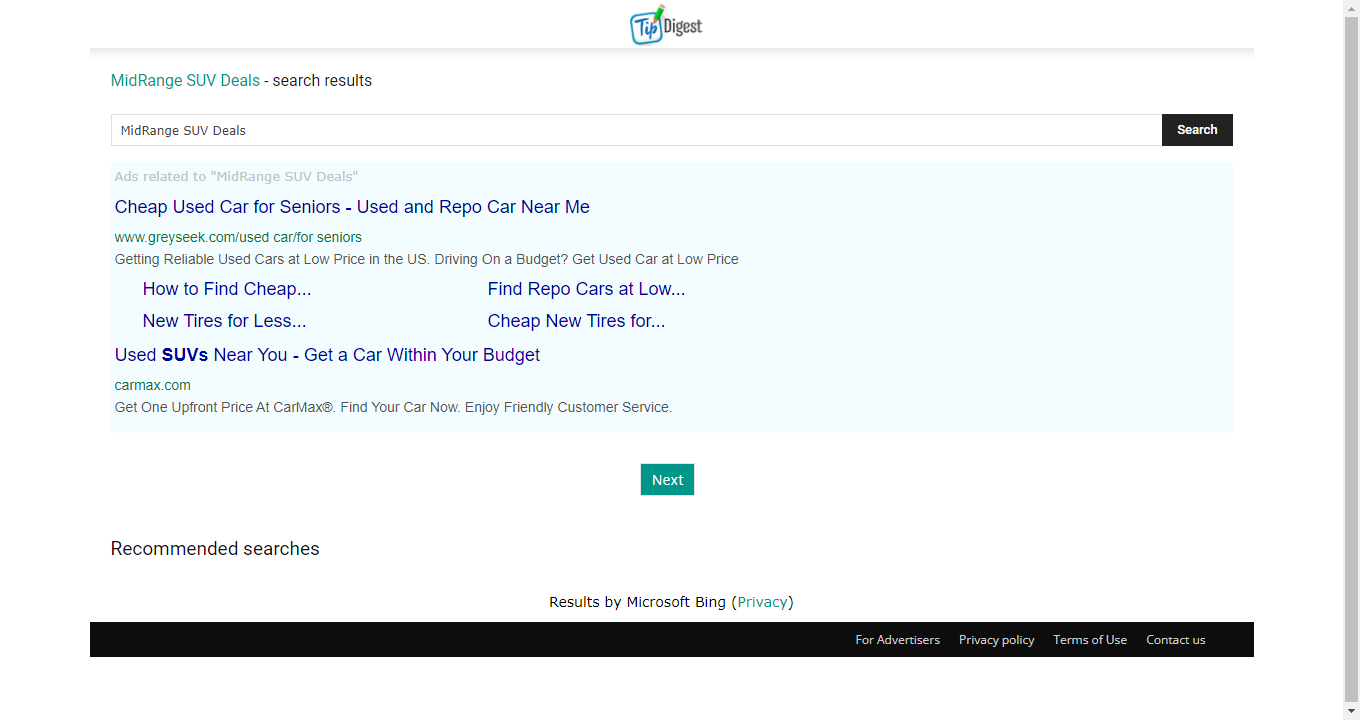 Tip Digest
MidRange SUV Deals - search results
MidRange SUV Deals
Search
Ads related to "MidRange SUV Deals"
Cheap Used Car for Seniors - Used and Repo Car Near Me
www.greyseek.com/used car/for seniors
Getting Reliable Used Cars at Low Price in the US. Driving On a Budget? Get Used Car at Low Price
How to Find Cheap... Find Repo Cars at Low...
New Tires for Less... Cheap New Tires for...
Used SUVs Near You - Get a Car Within Your Budget
carmax.com
Get One Upfront Price At CarMax®. Find Your Car Now. Enjoy Friendly Customer Service.
Next
Recommended searches
Results by Microsoft Bing (Privacy)
For Advertisers Privacy policy Terms of Use Contact us